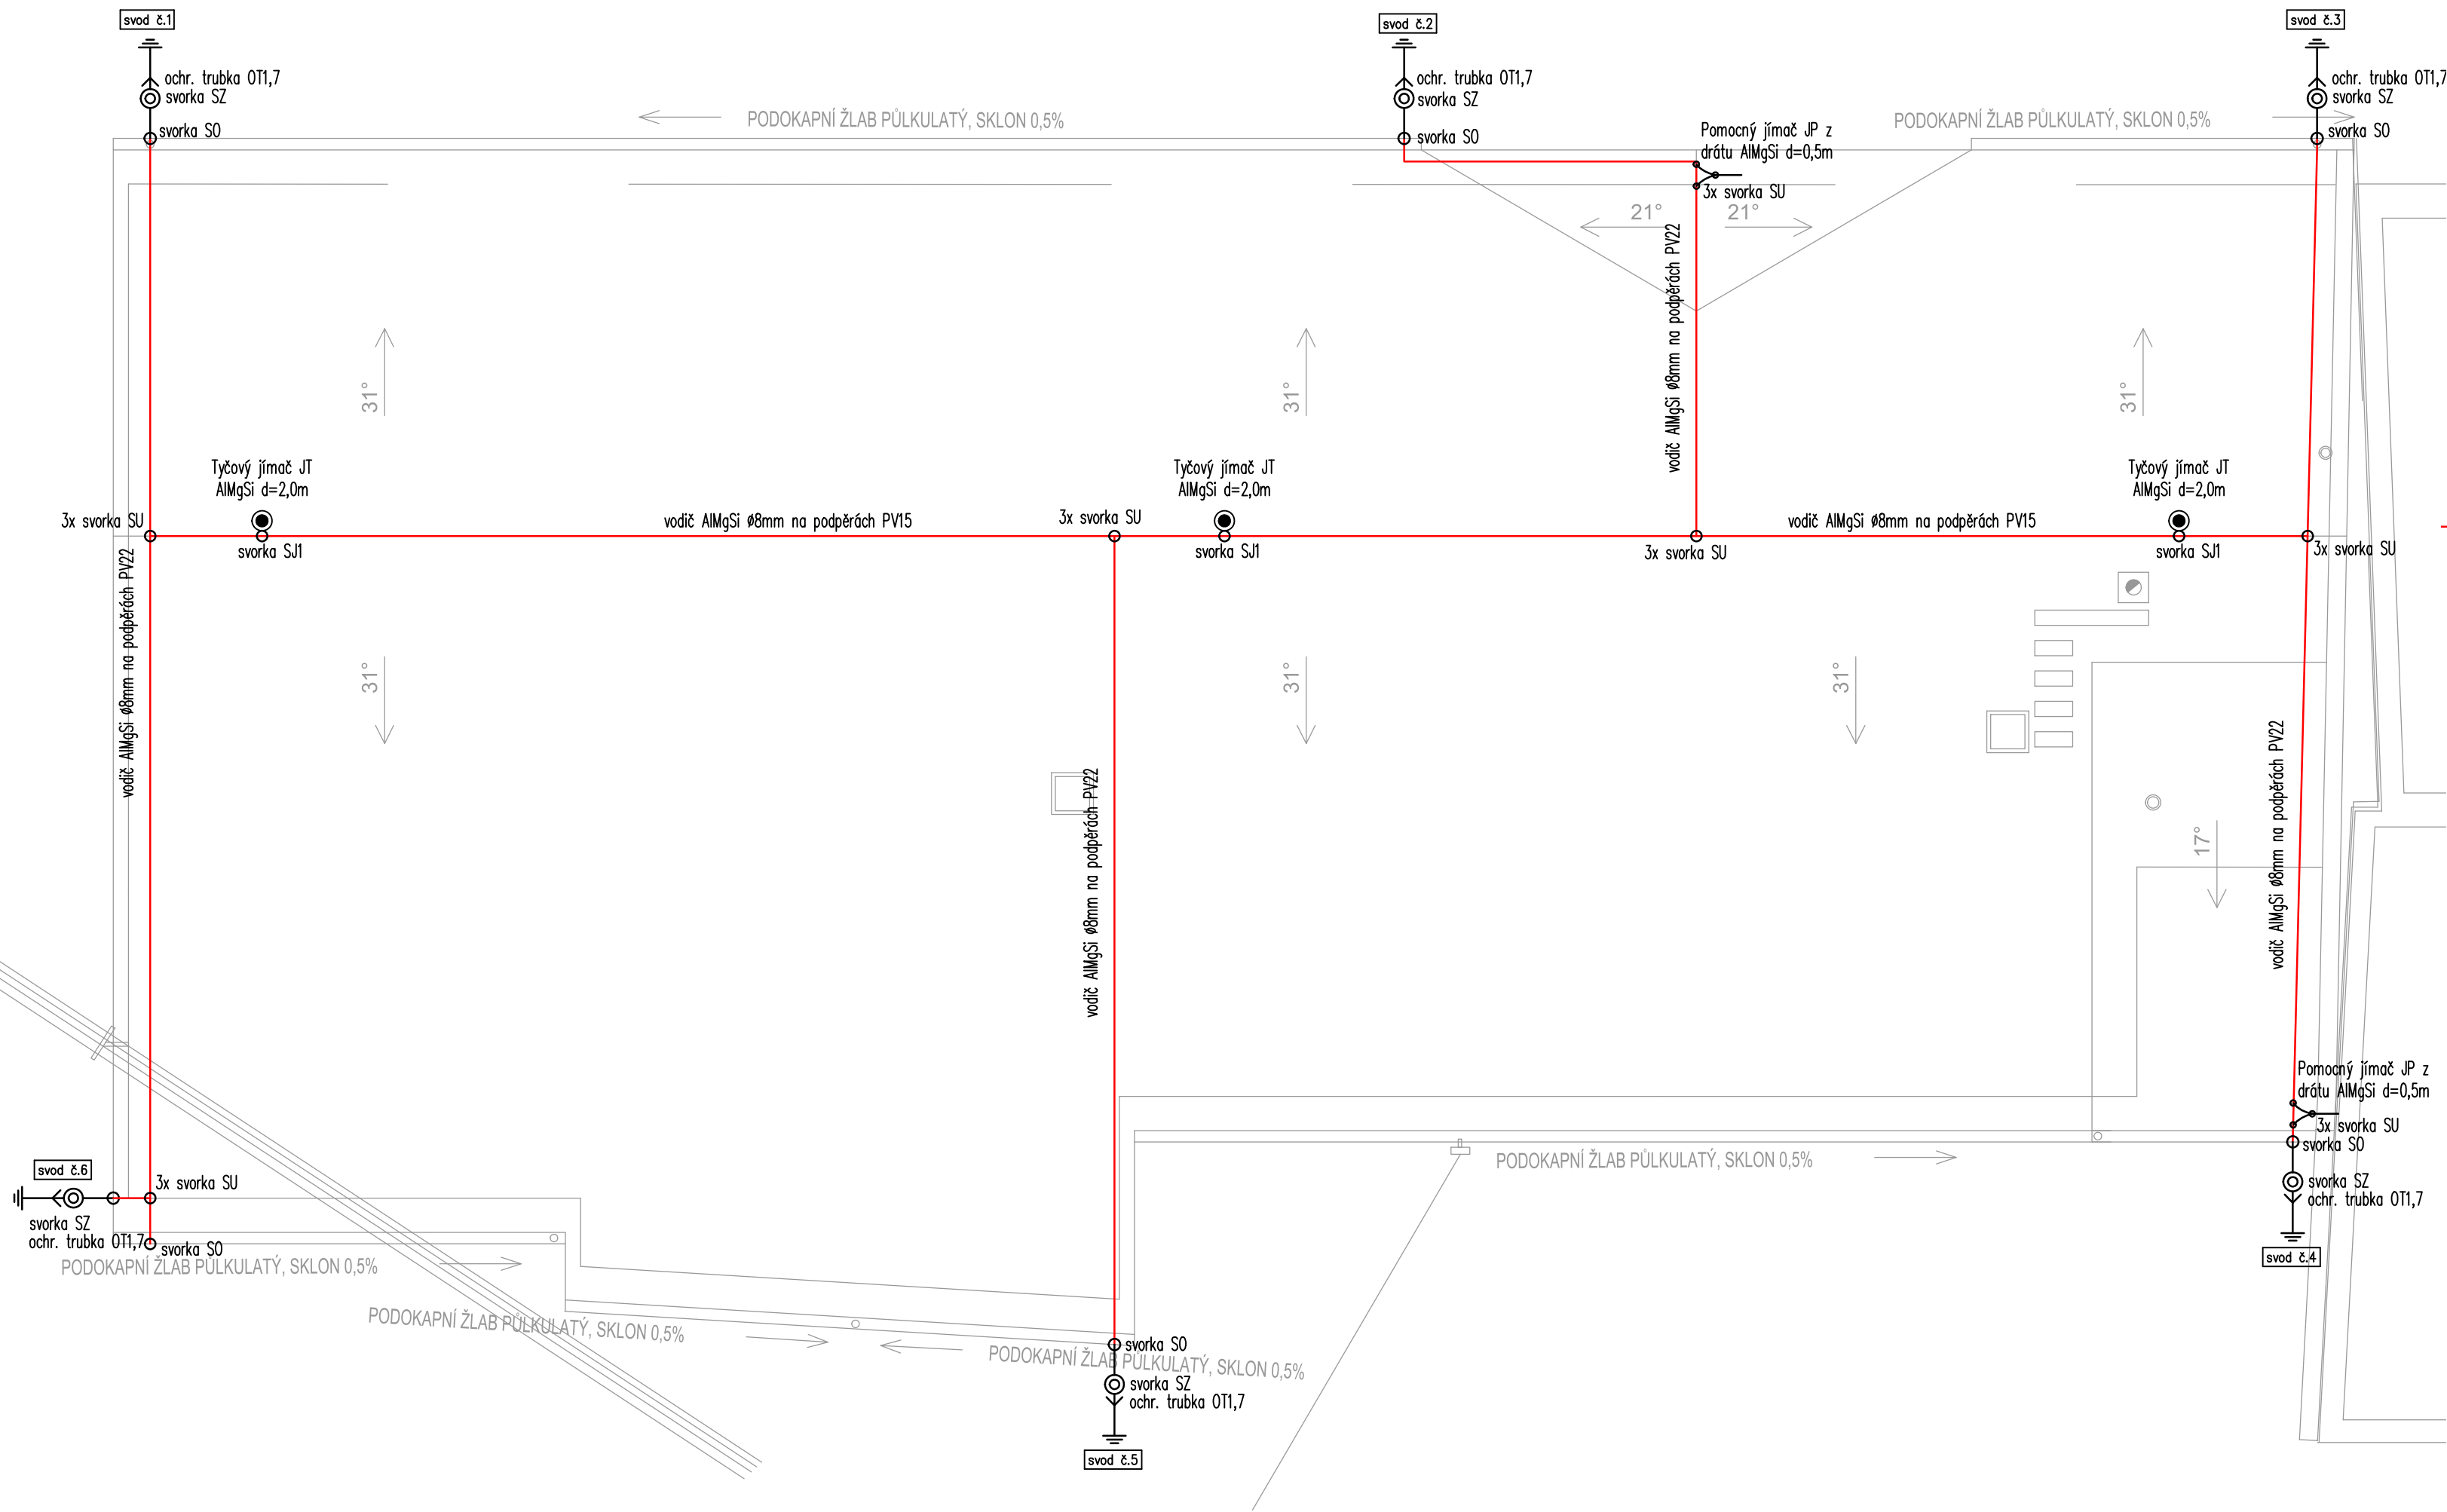 svod č.1
svod č.2
svod č.3
ochr. trubka OT1,7
svorka SZ
svorka SO
ochr. trubka OT1,7
svorka SZ
svorka SO
ochr. trubka OT1,7
svorka SZ
svorka SO
PODOKAPNÍ ŽLAB PŮLKULATÝ, SKLON 0,5%
PODOKAPNÍ ŽLAB PŮLKULATÝ, SKLON 0,5%
Pomocný jímač JP z
drátu AlMgSi d=0,5m
3x svorka SU
21°
21°
vodič AlMgSi Ø8mm na podpěrách PV22
31°
31°
31°
Tyčový jímač JT
AlMgSi d=2,0m
Tyčový jímač JT
AlMgSi d=2,0m
Tyčový jímač JT
AlMgSi d=2,0m
3x svorka SU
svorka SJ1
vodič AlMgSi Ø8mm na podpěrách PV15
3x svorka SU
svorka SJ1
3x svorka SU
vodič AlMgSi Ø8mm na podpěrách PV15
svorka SJ1
3x svorka SU
vodič AlMgSi Ø8mm na podpěrách PV22
31°
31°
31°
vodič AlMgSi Ø8mm na podpěrách PV22
17°
vodič AlMgSi Ø8mm na podpěrách PV22
Pomocný jímač JP z
drátu AlMgSi d=0,5m
3x svorka SU
svorka SO
svorka SZ
ochr. trubka OT1,7
svod č.4
PODOKAPNÍ ŽLAB PŮLKULATÝ, SKLON 0,5%
svod č.6
3x svorka SU
svorka SZ
ochr. trubka OT1,7
svorka SO
PODOKAPNÍ ŽLAB PŮLKULATÝ, SKLON 0,5%
PODOKAPNÍ ŽLAB PŮLKULATÝ, SKLON 0,5%
PODOKAPNÍ ŽLAB PŮLKULATÝ, SKLON 0,5%
svorka SO
svorka SZ
ochr. trubka OT1,7
svod č.5